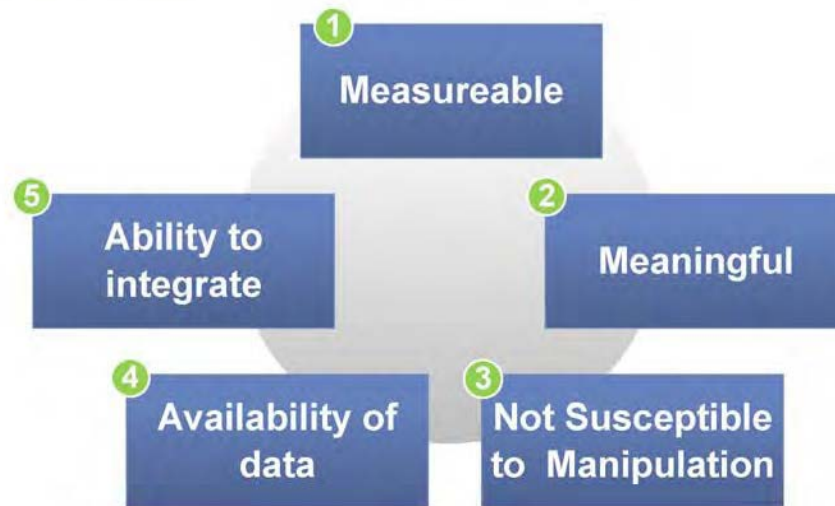 1
Measureable
2
Meaningful
3
Not Susceptible
to Manipulation
4
Availability of
data
5
Ability to
integrate